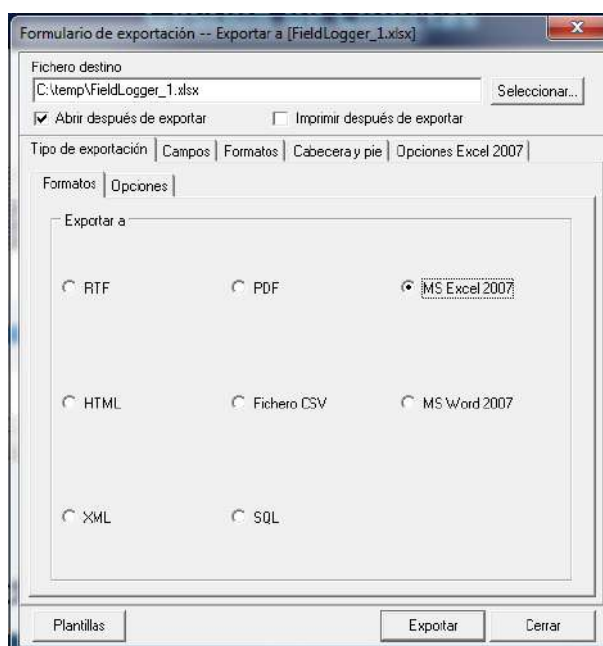 Formulario de exportación -- Exportar a [FieldLogger_1.xlsx]
Fichero destino
C:\temp\FieldLogger_1.xlsx
Seleccionar...
Abrir después de exportar
Imprimir después de exportar
Tipo de exportación
Campos
Formatos
Cabecera y pie
Opciones Excel 2007
Formatos
Opciones
Exportar a
RTF
PDF
MS Excel 2007
HTML
Fichero CSV
MS Word 2007
XML
SQL
Plantillas
Exportar
Cerrar